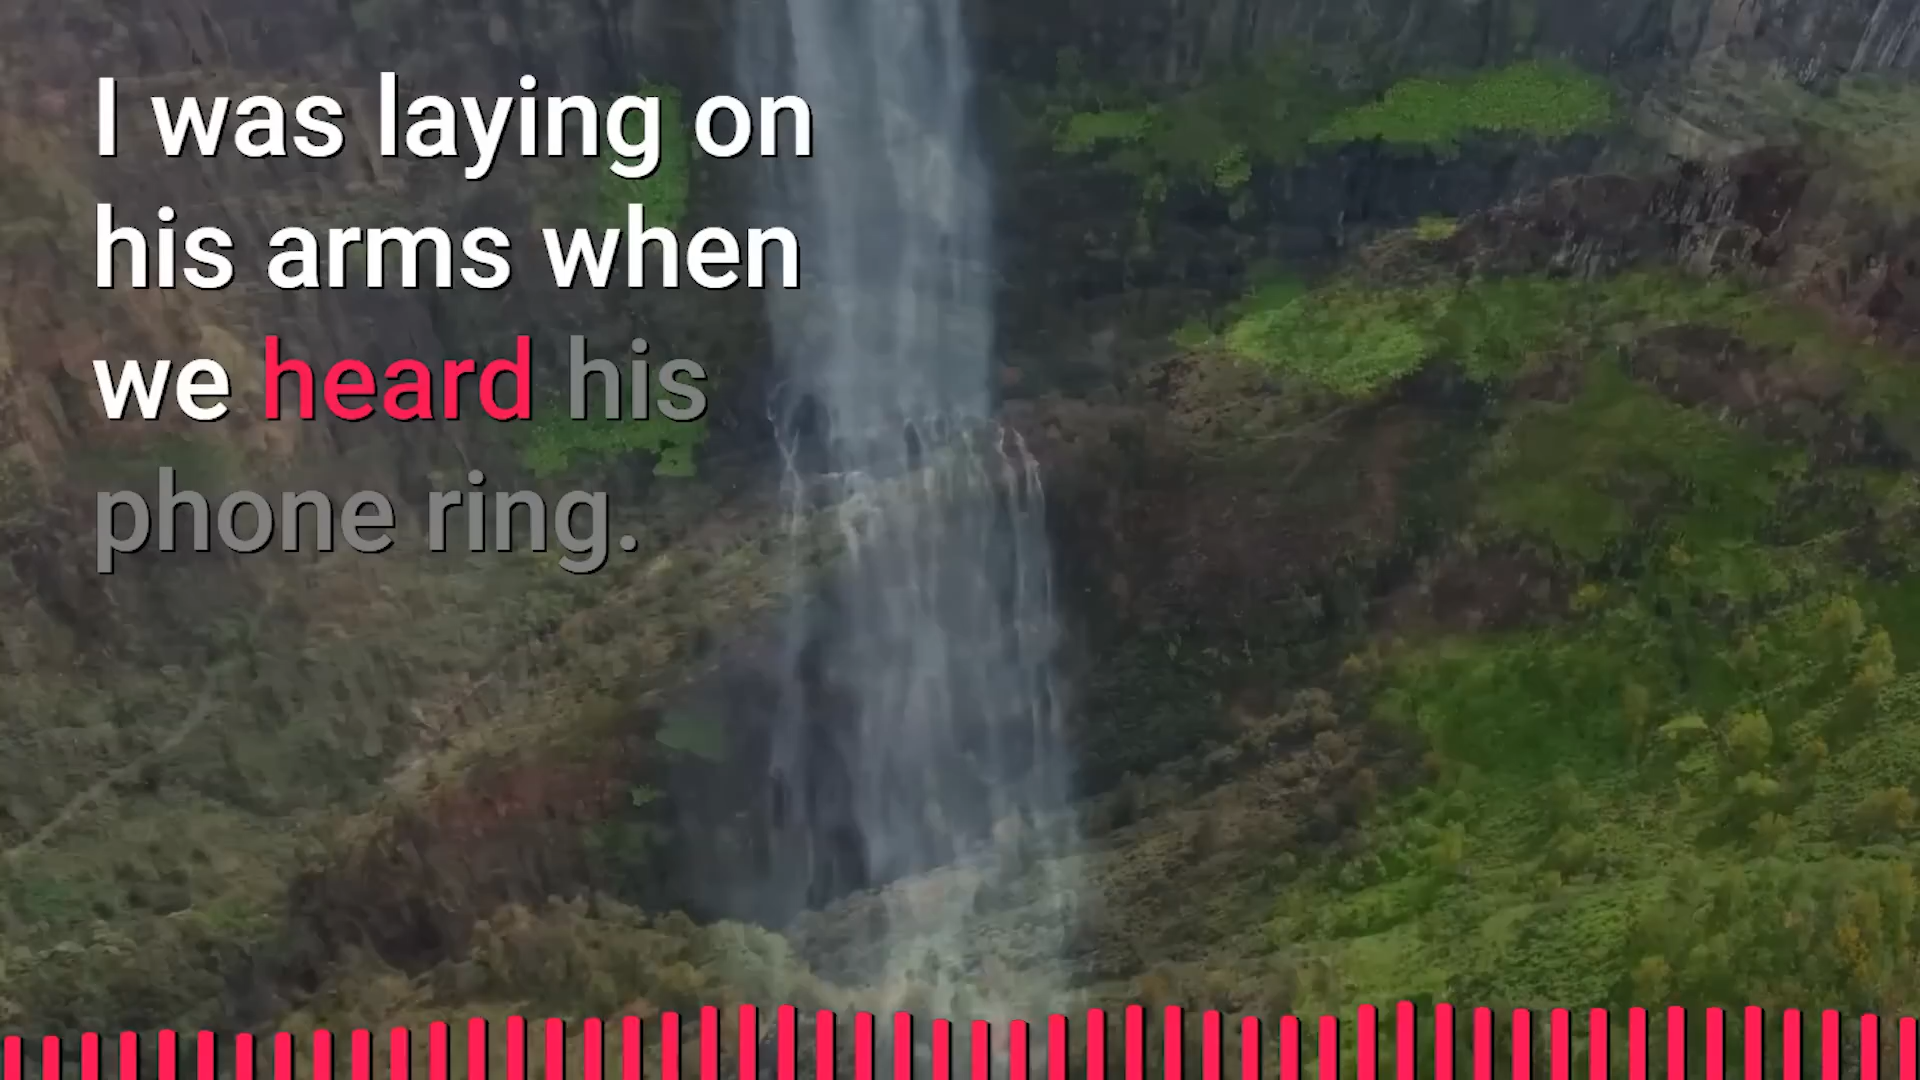 I was laying on
his arms when
we heard his
phone ring.